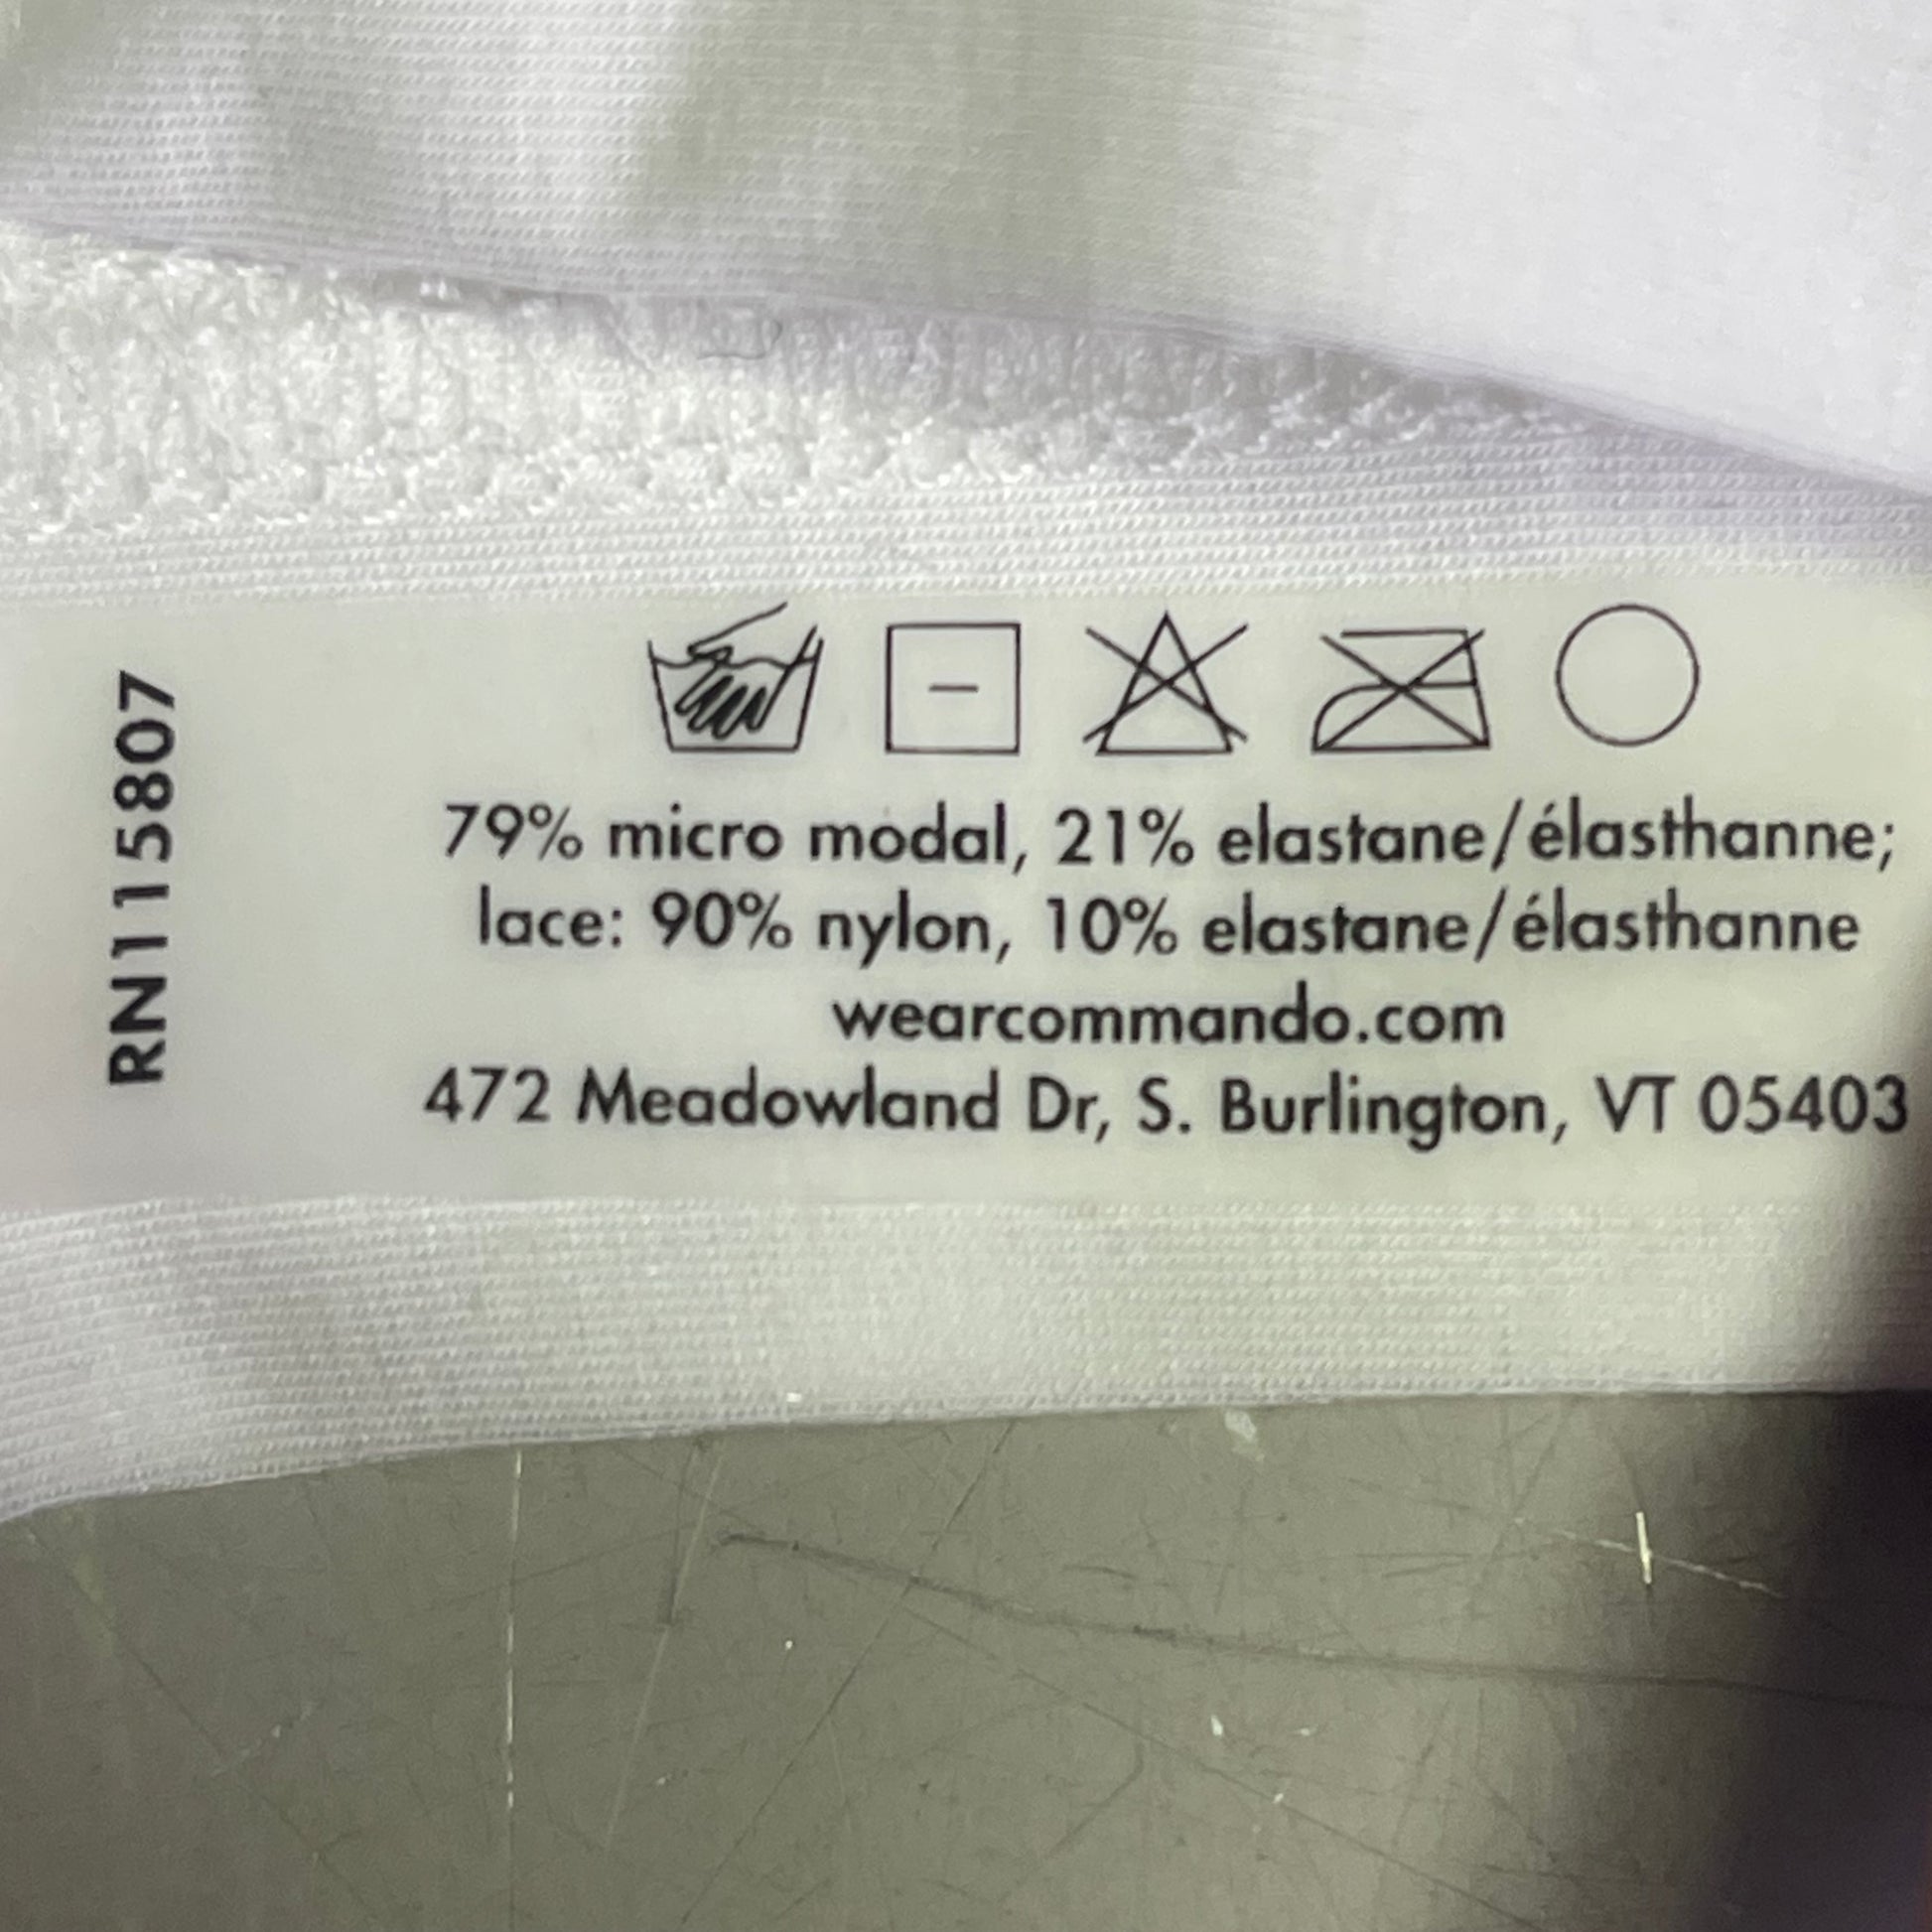 RN115807
79% micro modal, 21% elastane/élasthanne;
lace: 90% nylon, 10% elastane/élasthanne
wearcommando.com
472 Meadowland Dr, S. Burlington, VT 05403